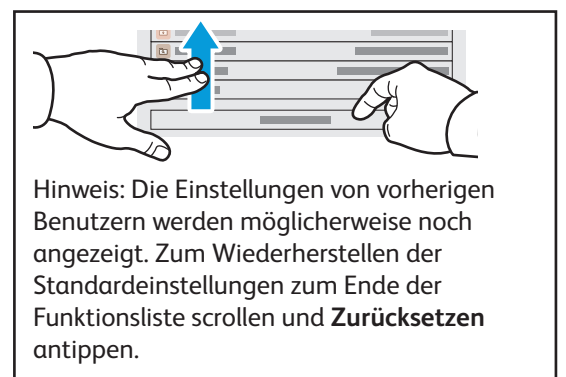 Hinweis: Die Einstellungen von vorherigen
Benutzern werden möglicherweise noch
angezeigt. Zum Wiederherstellen der
Standardeinstellungen zum Ende der
Funktionsliste scrollen und Zurücksetzen
antippen.